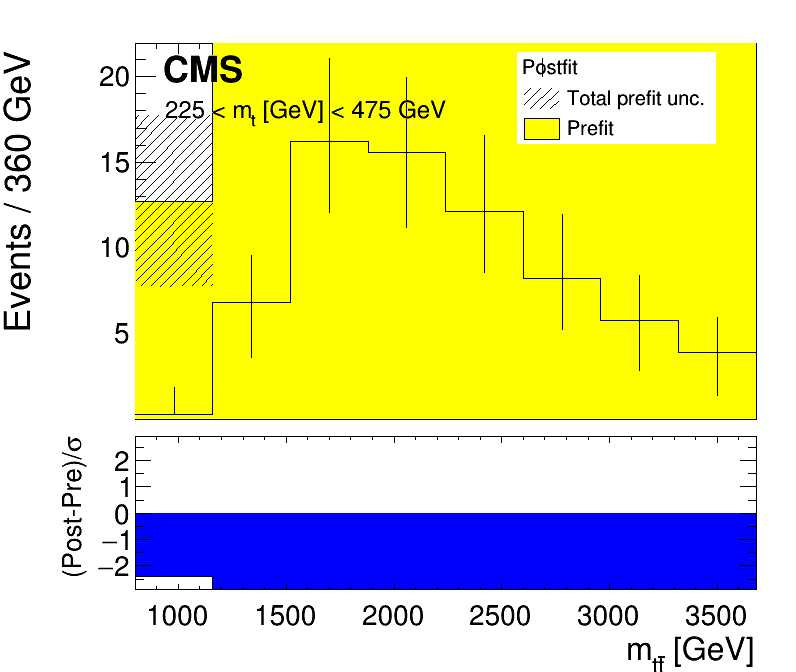 CMS
225 < m_t [GeV] < 475 GeV
Postfit
Total prefit unc.
Prefit
Events / 360 GeV
20
15
10
5
(Post-Pre)/σ
2
1
0
−1
−2
1000 1500 2000 2500 3000 3500
m_tt̄ [GeV]